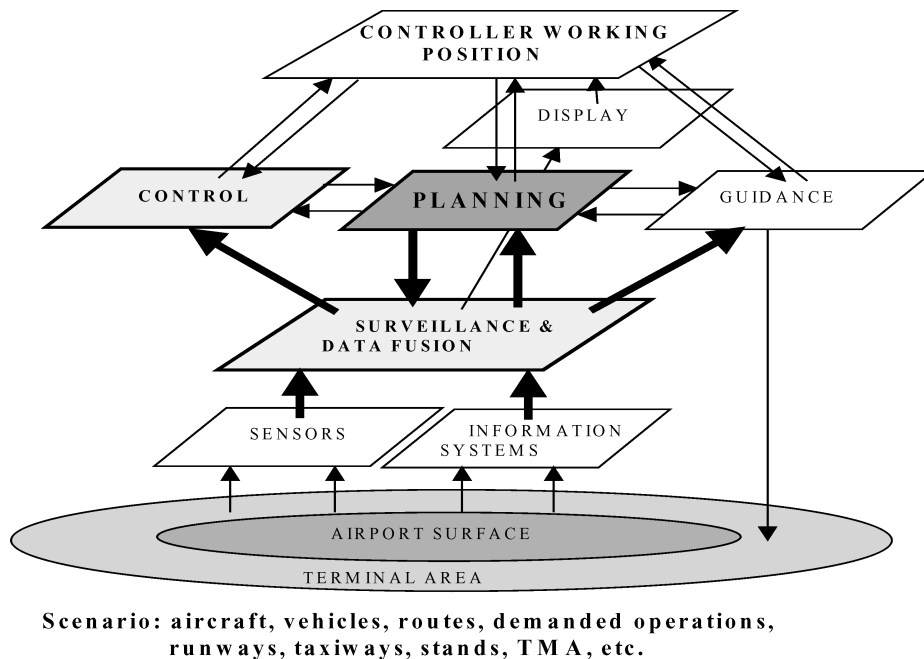 CONTROLLER WORKING
POSITION
DISPLAY
CONTROL
PLANNING
GUIDANCE
SURVEILLANCE &
DATA FUSION
SENSORS
INFORMATION
SYSTEMS
AIRPORT SURFACE
TERMINAL AREA
Scenario: aircraft, vehicles, routes, demanded operations,
runways, taxiways, stands, TMA, etc.